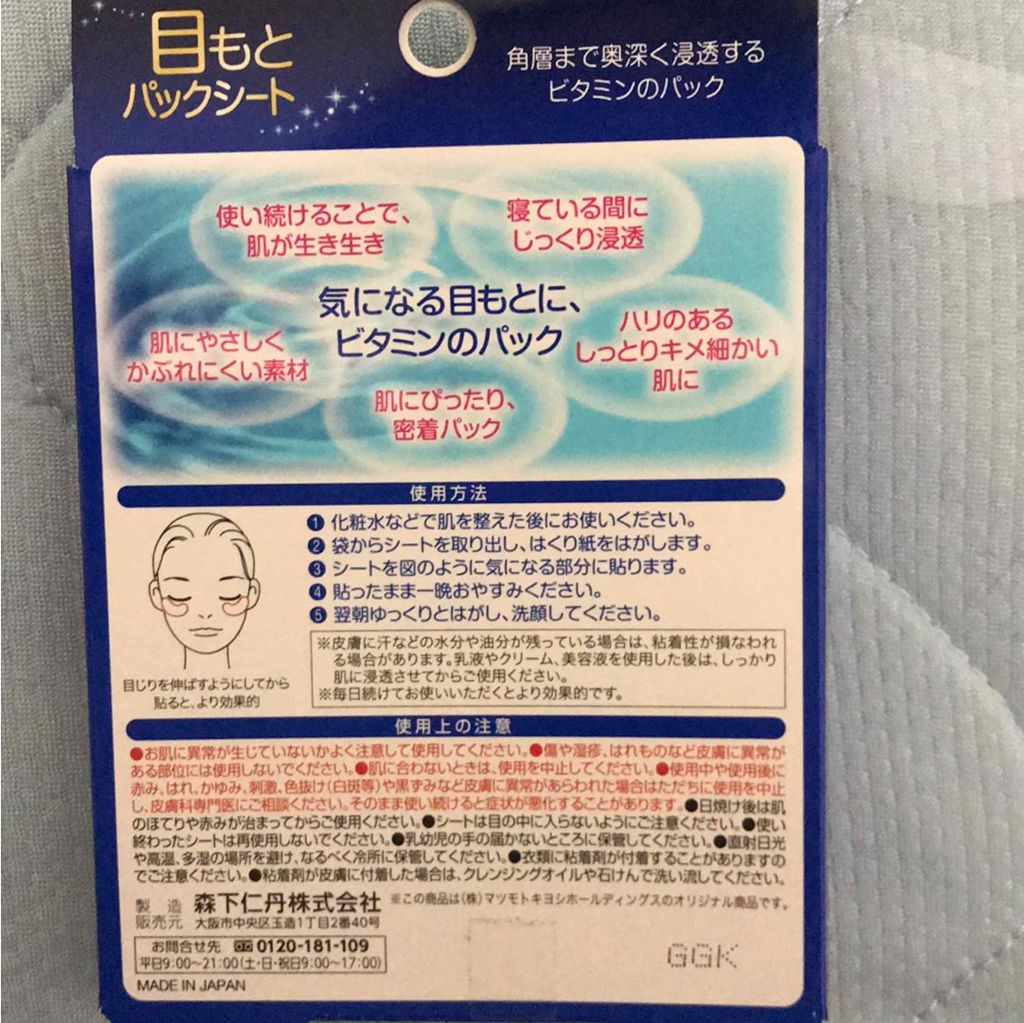 目もと
パックシート
角層まで奥深く浸透する
ビタミンのパック
使い続けることで、
肌が生き生き
寝ている間に
じっくり浸透
気になる目もとに、
ビタミンのパック
肌にやさしく
かぶれにくい素材
ハリのある
しっとりキメ細かい
肌に
肌にぴったり、
密着パック
使用方法
❶ 化粧水などで肌を整えた後にお使いください。
❷ 袋からシートを取り出し、はくり紙をはがします。
❸ シートを図のように気になる部分に貼ります。
❹ 貼ったまま一晩おやすみください。
❺ 翌朝ゆっくりとはがし、洗顔してください。
目じりを伸ばすようにしてから
貼ると、より効果的
※皮膚に汗などの水分や油分が残っている場合は、粘着性が損なわれ
る場合があります。乳液やクリーム、美容液を使用した後は、しっかり
肌に浸透させてからご使用ください。
※毎日続けてお使いいただくとより効果的です。
使用上の注意
●お肌に異常が生じていないかよく注意して使用してください。●傷や湿疹、はれものなど皮膚に異常が
ある部位には使用しないでください。●肌に合わないときは、使用を中止してください。●使用中や使用後に
赤み、はれ、かゆみ、刺激、色抜け(白斑等)や黒ずみなど皮膚に異常があらわれた場合はただちに使用を中止
し、皮膚科専門医にご相談ください。そのまま使い続けると症状が悪化することがあります。●日焼け後は肌
のほてりや赤みが治まってからご使用ください。●シートは目の中に入らないようにご注意ください。●使い
終わったシートは再使用しないでください。●乳幼児の手の届かないところに保管してください。●直射日光
や高温、多湿の場所を避け、なるべく冷所に保管してください。●衣類に粘着剤が付着することがありますの
でご注意ください。●粘着剤が皮膚に付着した場合は、クレンジングオイルや石けんで洗い流してください。
製造
販売元
森下仁丹株式会社
大阪市中央区玉造1丁目2番40号
※この商品は(株)マツモトキヨシホールディングスのオリジナル商品です。
お問合せ先 0120-181-109
平日9:00〜21:00(土・日・祝日9:00〜17:00)
MADE IN JAPAN
GGK